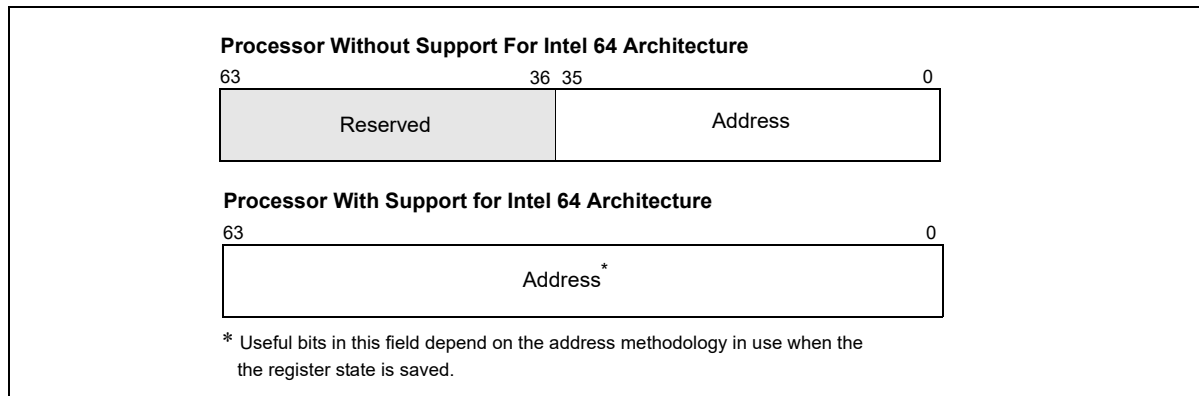 Processor Without Support For Intel 64 Architecture
63 36 35 0
Reserved Address
Processor With Support for Intel 64 Architecture
63 0
Address*
* Useful bits in this field depend on the address methodology in use when the
the register state is saved.